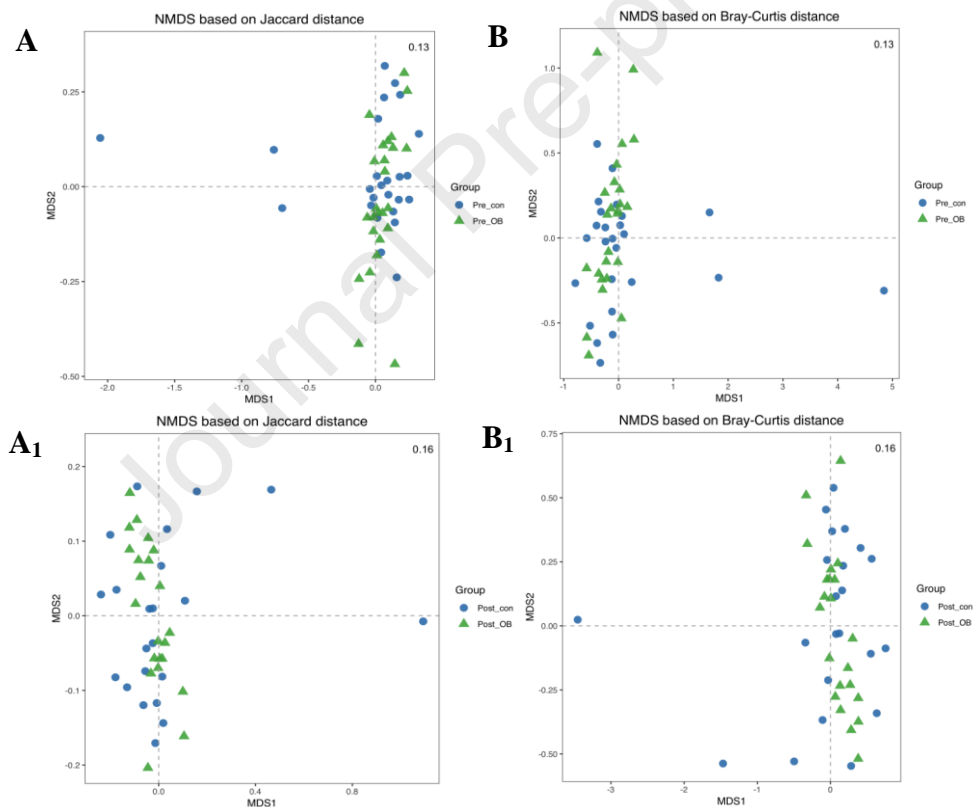 A
NMDS based on Jaccard distance
0.13
0.25
0.00
-0.25
-0.50
MDS2
-2.0
-1.5
-1.0
-0.5
-0.0
MDS1
Group
Pre_con
Pre_OB
B
NMDS based on Bray-Curtis distance
0.13
1.0
0.5
0.0
-0.5
MDS2
-1
0
1
2
3
4
5
MDS1
Group
Pre_con
Pre_OB
A1
NMDS based on Jaccard distance
0.16
0.2
0.1
0.0
-0.1
-0.2
MDS2
0.0
0.4
0.8
MDS1
Group
Post_con
Post_OB
B1
NMDS based on Bray-Curtis distance
0.16
0.75
0.50
0.25
0.00
-0.25
-0.50
MDS2
-3
-2
-1
0
MDS1
Group
Post_con
Post_OB
Journal Pre-p